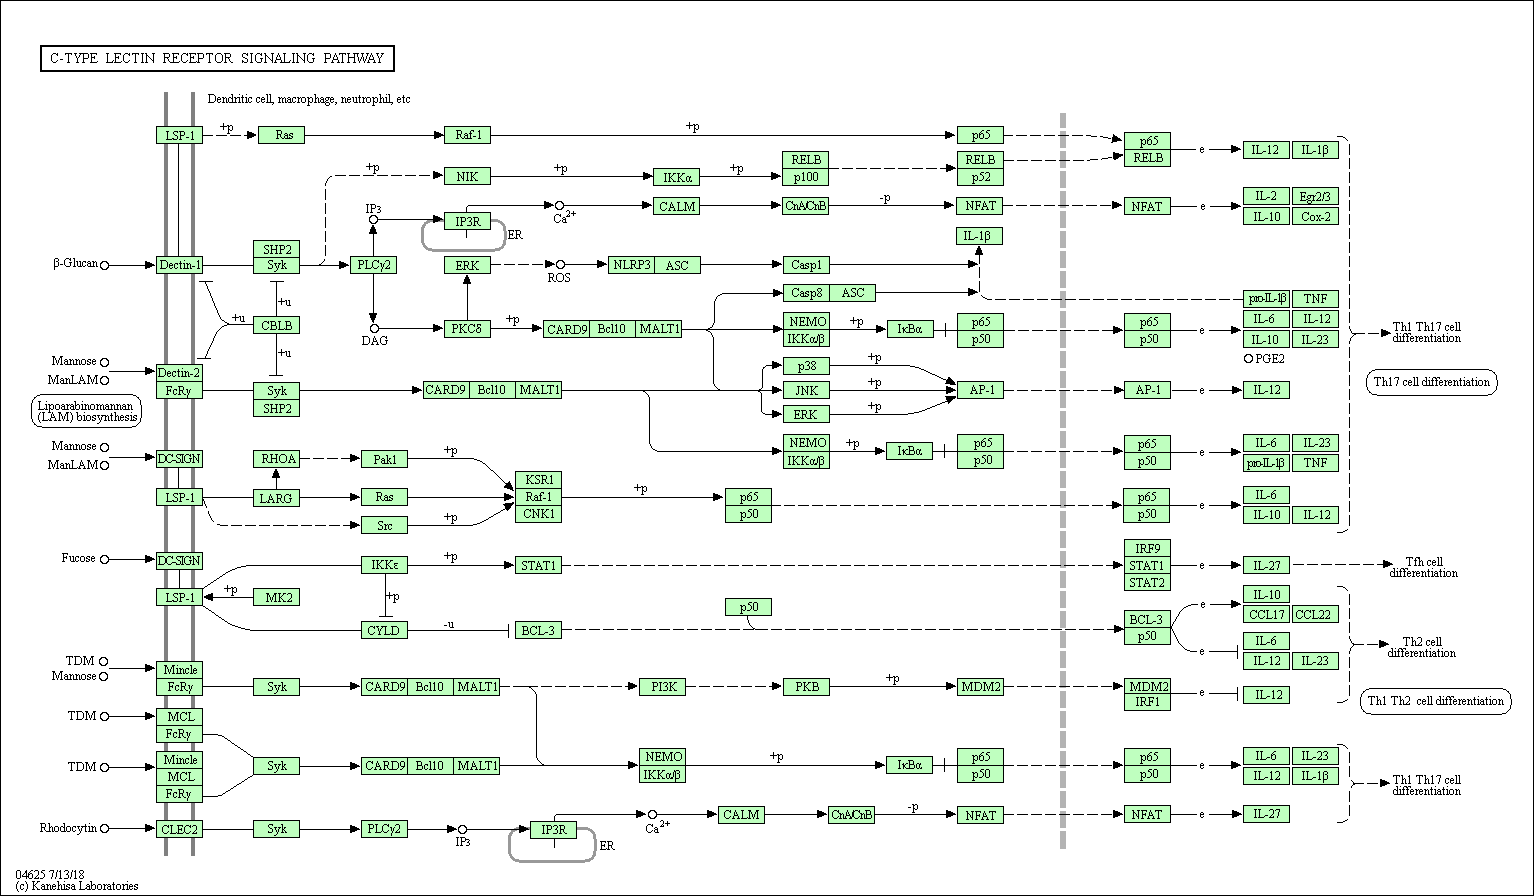 C-TYPE LECTIN RECEPTOR SIGNALING PATHWAY
Dendritic cell, macrophage, neutrophil, etc
LSP-1 +p Ras Raf-1 +p p65 p65
RELB e IL-12 IL-1β
+p NIK +p IKKα +p RELB RELB
p100 p52
IP3 IP3R Ca2+ CALM CnA/CnB -p NFAT NFAT e IL-2 Egr2/3
IL-10 Cox-2
ER
IL-1β
SHP2
β-Glucan Dectin-1 Syk PLCγ2 ERK ROS NLRP3 ASC Casp1
+u
Casp8 ASC pro-IL-1β TNF
+u CBLB DAG PKCδ +p CARD9 Bcl10 MALT1 NEMO +p IκBα p65 p65 e IL-6 IL-12
IKKα/β p50 p50 IL-10 IL-23
PGE2
Th1 Th17 cell
differentiation
+u
Mannose
ManLAM
Dectin-2
FcRγ Syk CARD9 Bcl10 MALT1
SHP2
p38 +p
JNK +p AP-1 AP-1 e IL-12
ERK +p
Th17 cell differentiation
Lipoarabinomannan
(LAM) biosynthesis
Mannose
ManLAM
DC-SIGN RHOA Pak1 +p NEMO +p IκBα p65 p65 e IL-6 IL-23
IKKα/β p50 p50 pro-IL-1β TNF
KSR1
LSP-1 LARG Ras Raf-1 +p p65 p65 e IL-6
CNK1 p50 p50 IL-10 IL-12
Src +p
Fucose DC-SIGN IKKε +p STAT1 IRF9
STAT1 e IL-27
STAT2
Tfh cell
differentiation
LSP-1 +p MK2 +p
CYLD -u BCL-3 p50 BCL-3
p50
e IL-10
CCL17 CCL22
e IL-6
IL-12 IL-23
Th2 cell
differentiation
TDM
Mannose
Mincle
FcRγ Syk CARD9 Bcl10 MALT1 PI3K PKB +p MDM2 MDM2 e IL-12
IRF1
Th1 Th2 cell differentiation
TDM MCL
FcRγ
TDM Mincle
MCL
FcRγ
Syk CARD9 Bcl10 MALT1 NEMO +p IκBα p65 p65 e IL-6 IL-23
IKKα/β p50 p50 IL-12 IL-1β
Th1 Th17 cell
differentiation
Rhodocytin CLEC2 Syk PLCγ2 IP3 IP3R Ca2+ CALM CnA/CnB -p NFAT NFAT e IL-27
ER
04625 7/13/18
(c) Kanehisa Laboratories